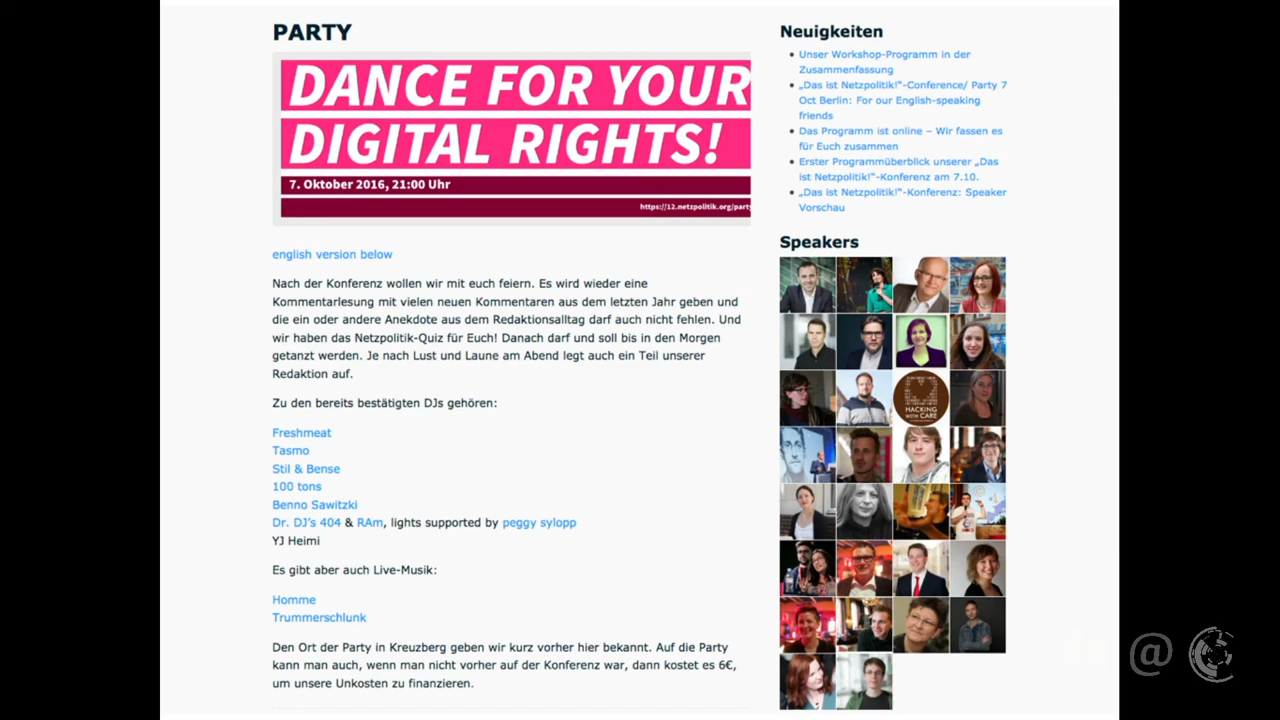 PARTY
DANCE FOR YOUR
DIGITAL RIGHTS!
7. Oktober 2016, 21:00 Uhr
https://12.netzpolitik.org/party
english version below
Nach der Konferenz wollen wir mit euch feiern. Es wird wieder eine
Kommentarlesung mit vielen neuen Kommentaren aus dem letzten Jahr geben und
die ein oder andere Anekdote aus dem Redaktionsalltag darf auch nicht fehlen. Und
wir haben das Netzpolitik-Quiz für Euch! Danach darf und soll bis in den Morgen
getanzt werden. Je nach Lust und Laune am Abend legt auch ein Teil unserer
Redaktion auf.
Zu den bereits bestätigten DJs gehören:
Freshmeat
Tasmo
Stil & Bense
100 tons
Benno Sawitzki
Dr. DJ's 404 & RAm, lights supported by peggy sylopp
YJ Heimi
Es gibt aber auch Live-Musik:
Homme
Trummerschlunk
Den Ort der Party in Kreuzberg geben wir kurz vorher hier bekannt. Auf die Party
kann man auch, wenn man nicht vorher auf der Konferenz war, dann kostet es 6€,
um unsere Unkosten zu finanzieren.
Neuigkeiten
Unser Workshop-Programm in der
Zusammenfassung
„Das ist Netzpolitik!“-Conference/ Party 7
Oct Berlin: For our English-speaking
friends
Das Programm ist online – Wir fassen es
für Euch zusammen
Erster Programmüberblick unserer „Das
ist Netzpolitik!“-Konferenz am 7.10.
„Das ist Netzpolitik!“-Konferenz: Speaker
Vorschau
Speakers
HACKING
WITH CARE
@